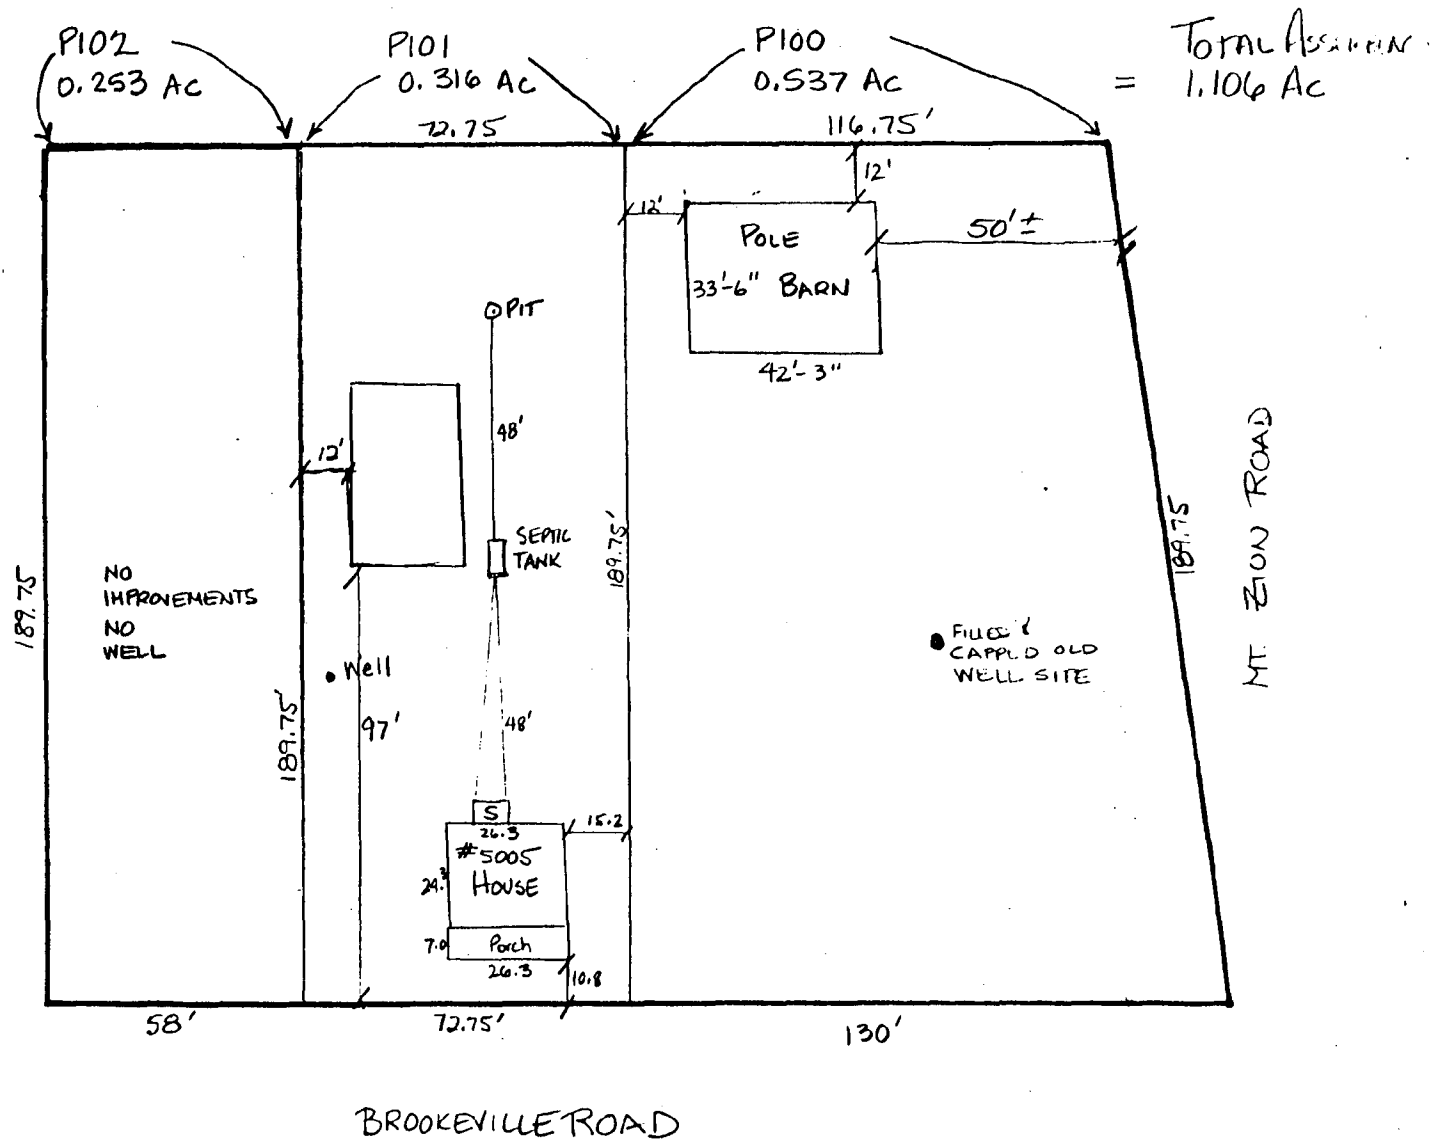 P102
0.253 AC
P101
0.316 AC
P100
0.537 AC
TOTAL
= 1.106 Ac
72.75
116.75'
12'
12'
50' ±
POLE
33'-6" BARN
42'-3"
PIT
48'
12'
SEPTIC
TANK
189.75'
189.75
189.75
MT. ZION ROAD
NO
IMPROVEMENTS
NO
WELL
Well
FILLED &
CAPPED OLD
WELL SITE
189.75'
97'
48'
S
15.2
26.3
#5005
24.3
HOUSE
7.0
Porch
26.3
10.8
58'
72.75'
130'
BROOKEVILLE ROAD